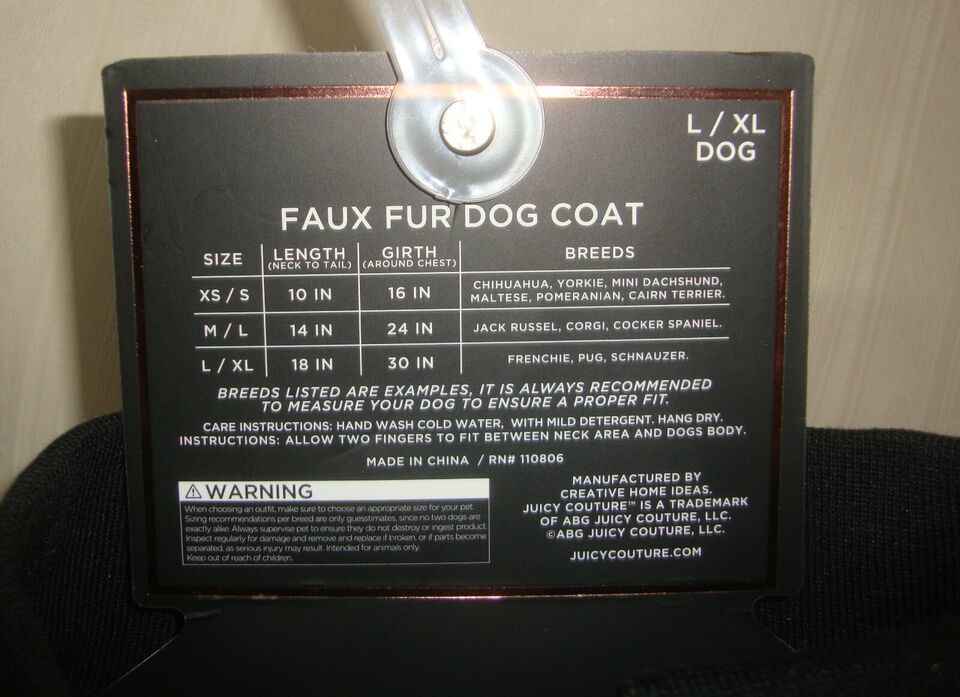 L / XL
DOG
FAUX FUR DOG COAT
SIZE LENGTH (NECK TO TAIL) GIRTH (AROUND CHEST) BREEDS
XS / S 10 IN 16 IN CHIHUAHUA, YORKIE, MINI DACHSHUND,
MALTESE, POMERANIAN, CAIRN TERRIER.
M / L 14 IN 24 IN JACK RUSSEL, CORGI, COCKER SPANIEL.
L / XL 18 IN 30 IN FRENCHIE, PUG, SCHNAUZER.
BREEDS LISTED ARE EXAMPLES, IT IS ALWAYS RECOMMENDED
TO MEASURE YOUR DOG TO ENSURE A PROPER FIT.
CARE INSTRUCTIONS: HAND WASH COLD WATER, WITH MILD DETERGENT. HANG DRY.
INSTRUCTIONS: ALLOW TWO FINGERS TO FIT BETWEEN NECK AREA AND DOGS BODY.
MADE IN CHINA / RN# 110806
⚠ WARNING
When choosing an outfit, make sure to choose an appropriate size for your pet.
Sizing recommendations per breed are only guesstimates, since no two dogs are
exactly alike. Always supervise pet to ensure they do not destroy or ingest product.
Inspect regularly for damage and remove and replace if broken, or if parts become
separated, as serious injury may result. Intended for animals only.
Keep out of reach of children.
MANUFACTURED BY
CREATIVE HOME IDEAS.
JUICY COUTURE™ IS A TRADEMARK
OF ABG JUICY COUTURE, LLC.
©ABG JUICY COUTURE, LLC.
JUICYCOUTURE.COM